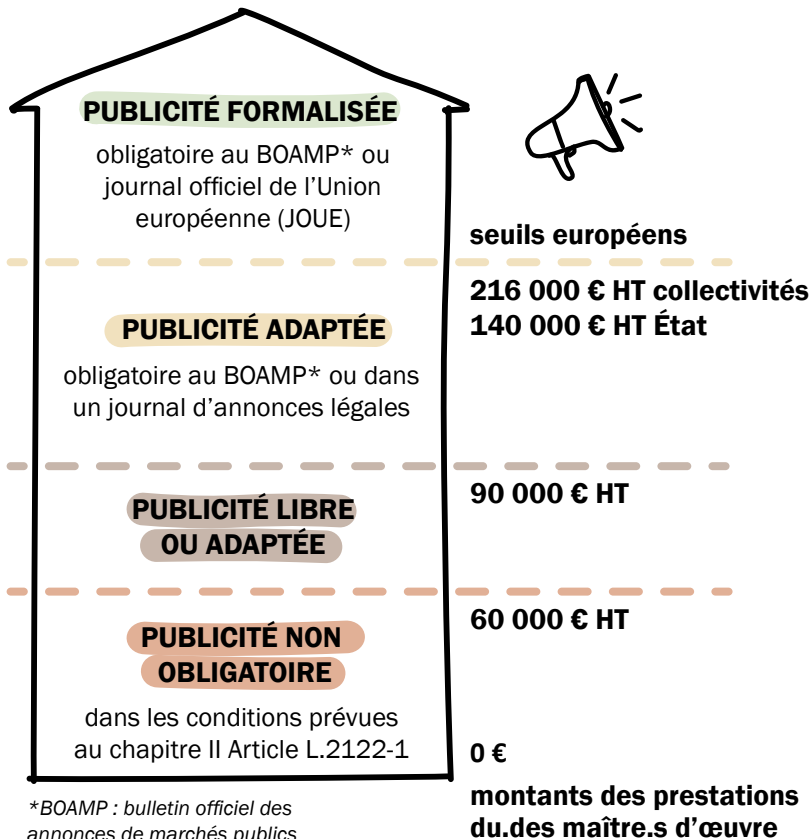 PUBLICITÉ FORMALISÉE
obligatoire au BOAMP* ou
journal officiel de l'Union
européenne (JOUE)
seuils européens
216 000 € HT collectivités
140 000 € HT État
PUBLICITÉ ADAPTÉE
obligatoire au BOAMP* ou dans
un journal d'annonces légales
90 000 € HT
PUBLICITÉ LIBRE
OU ADAPTÉE
60 000 € HT
PUBLICITÉ NON
OBLIGATOIRE
dans les conditions prévues
au chapitre II Article L.2122-1
0 €
montants des prestations
du.des maître.s d'œuvre
*BOAMP : bulletin officiel des
annonces de marchés publics